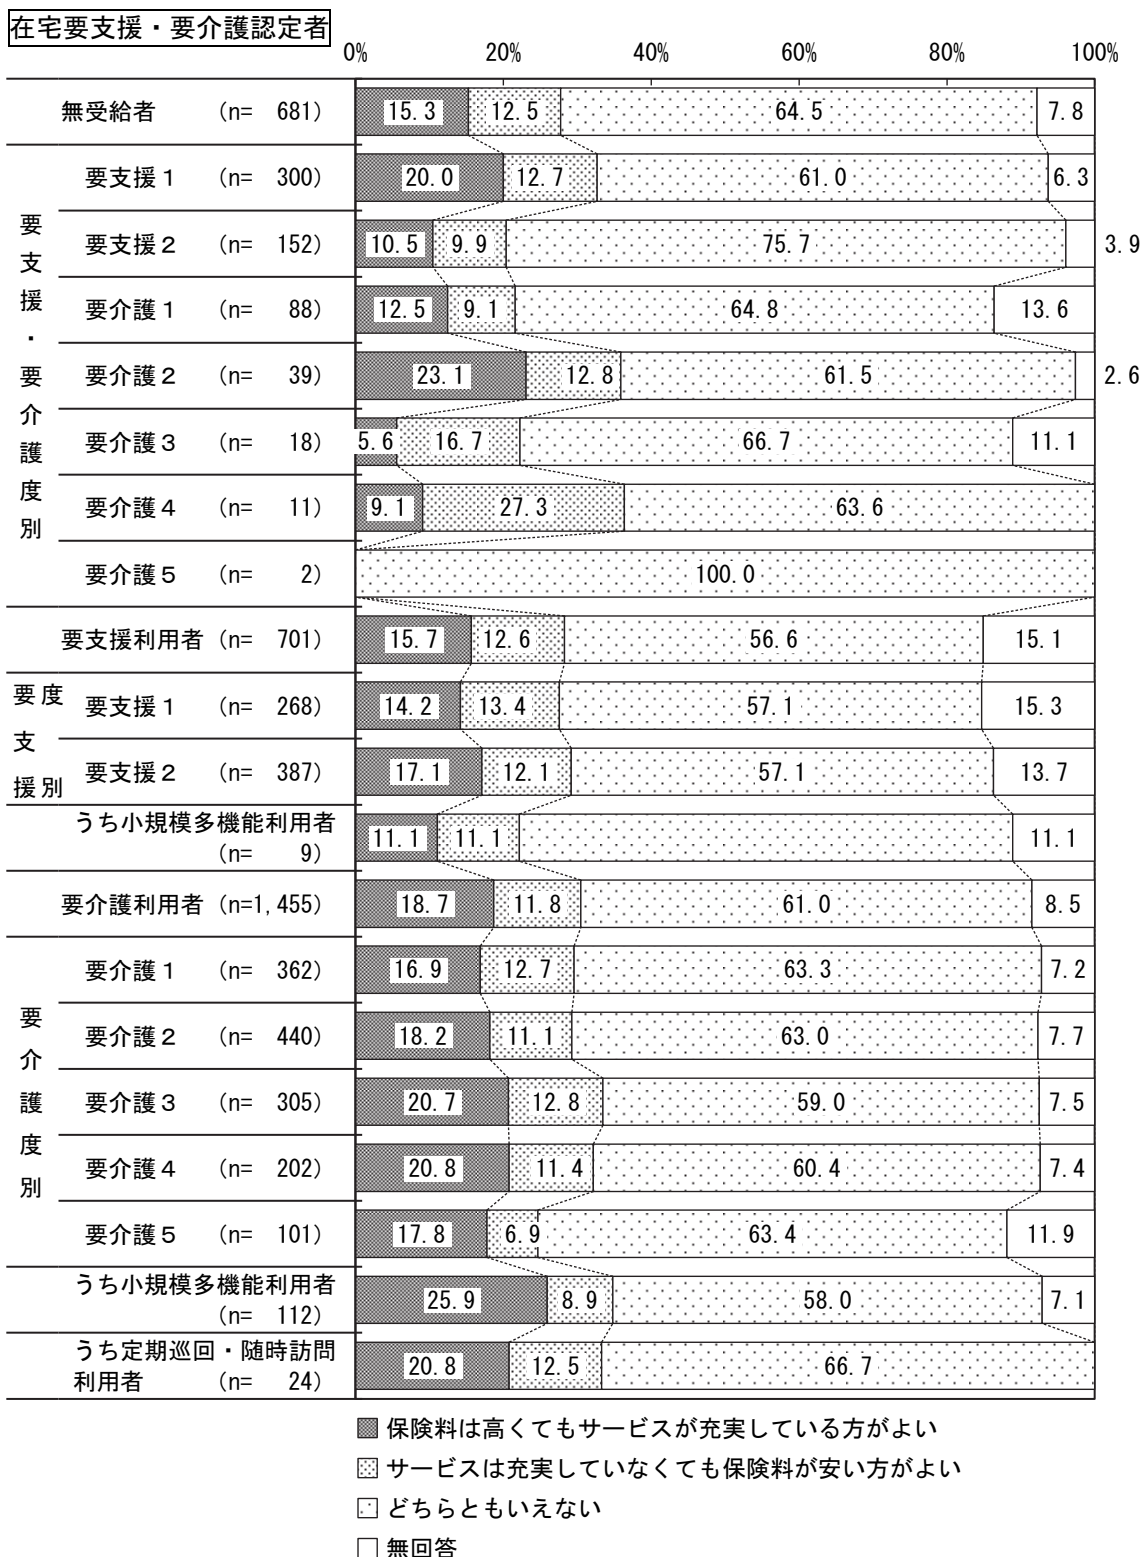 在宅要支援・要介護認定者
0% 20% 40% 60% 80% 100%
無受給者 (n= 681) 15.3 12.5 64.5 7.8
要支援・要介護度別
要支援1 (n= 300) 20.0 12.7 61.0 6.3
要支援2 (n= 152) 10.5 9.9 75.7 3.9
要介護1 (n= 88) 12.5 9.1 64.8 13.6
要介護2 (n= 39) 23.1 12.8 61.5 2.6
要介護3 (n= 18) 5.6 16.7 66.7 11.1
要介護4 (n= 11) 9.1 27.3 63.6
要介護5 (n= 2) 100.0
要支援利用者 (n= 701) 15.7 12.6 56.6 15.1
要支援度別
要支援1 (n= 268) 14.2 13.4 57.1 15.3
要支援2 (n= 387) 17.1 12.1 57.1 13.7
うち小規模多機能利用者
(n= 9) 11.1 11.1 11.1
要介護利用者 (n=1,455) 18.7 11.8 61.0 8.5
要介護度別
要介護1 (n= 362) 16.9 12.7 63.3 7.2
要介護2 (n= 440) 18.2 11.1 63.0 7.7
要介護3 (n= 305) 20.7 12.8 59.0 7.5
要介護4 (n= 202) 20.8 11.4 60.4 7.4
要介護5 (n= 101) 17.8 6.9 63.4 11.9
うち小規模多機能利用者
(n= 112) 25.9 8.9 58.0 7.1
うち定期巡回・随時訪問
利用者 (n= 24) 20.8 12.5 66.7
保険料は高くてもサービスが充実している方がよい
サービスは充実していなくても保険料が安い方がよい
どちらともいえない
無回答